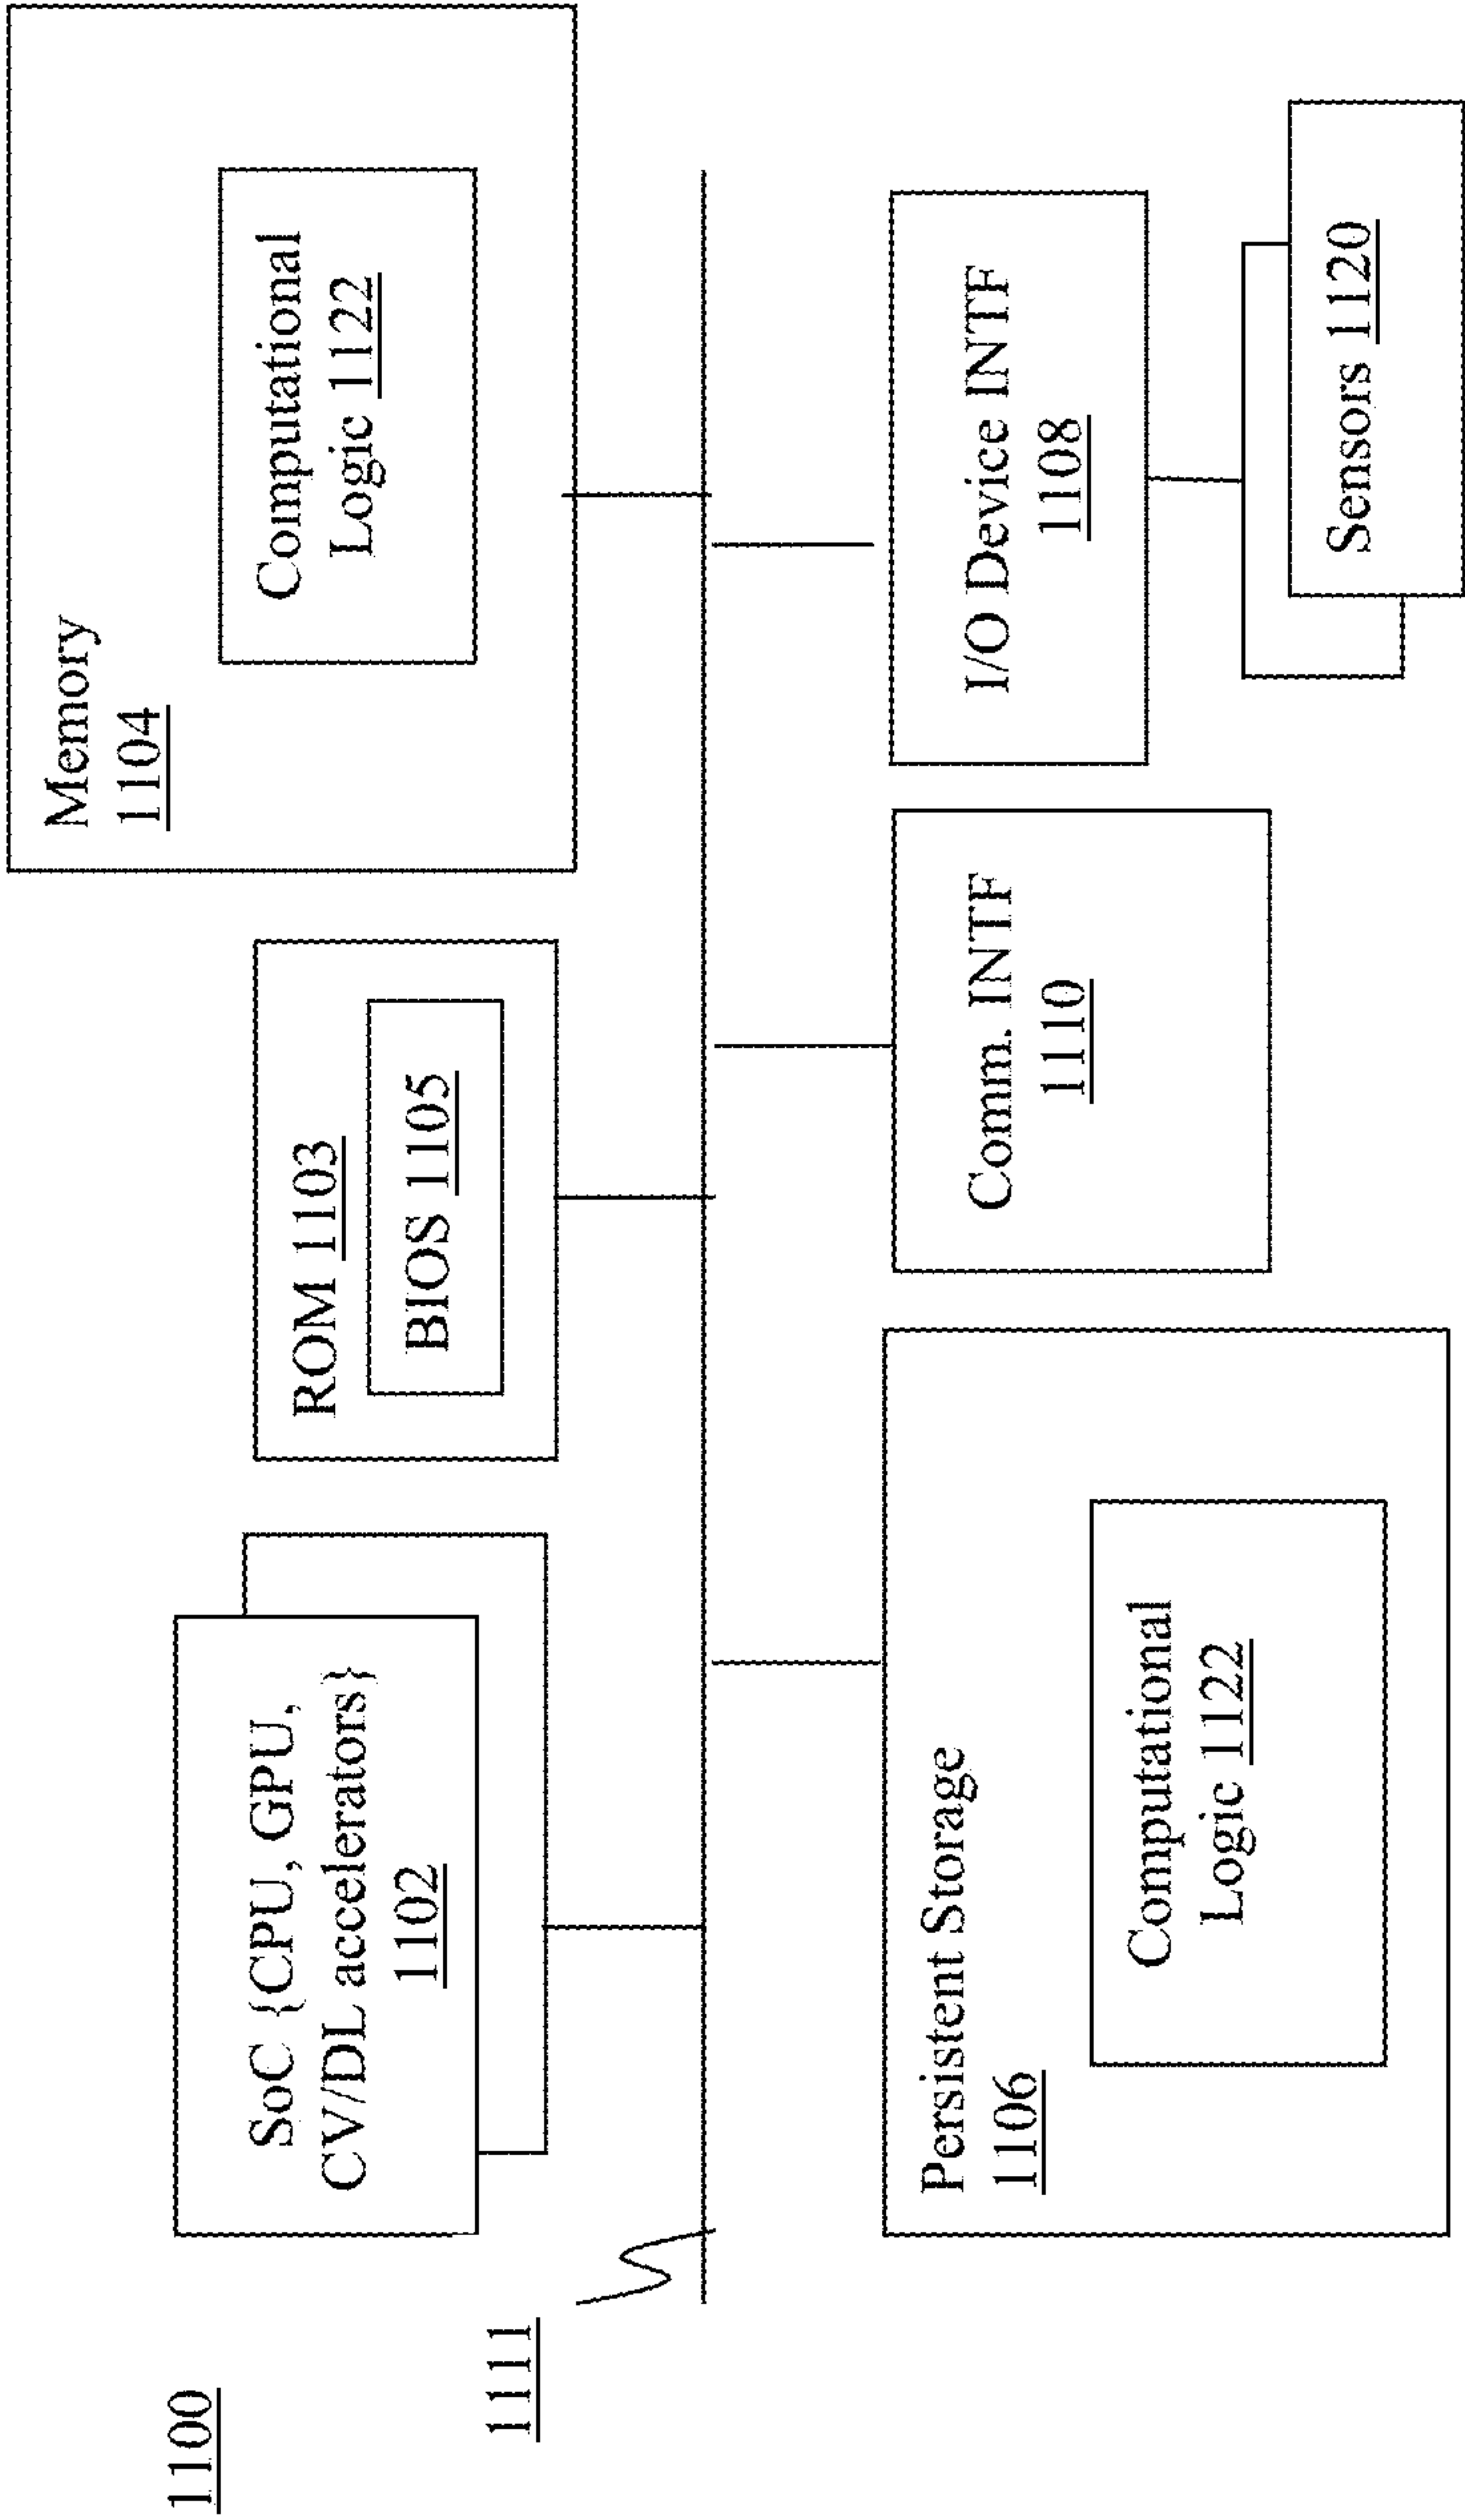 1100
SoC {CPU, GPU,
CV/DL accelerators}
1102
ROM 1103
BIOS 1105
Memory
1104
Computational
Logic 1122
1111
Persistent Storage
1106
Computational
Logic 1122
Comm. INTF
1110
I/O Device INTF
1108
Sensors 1120